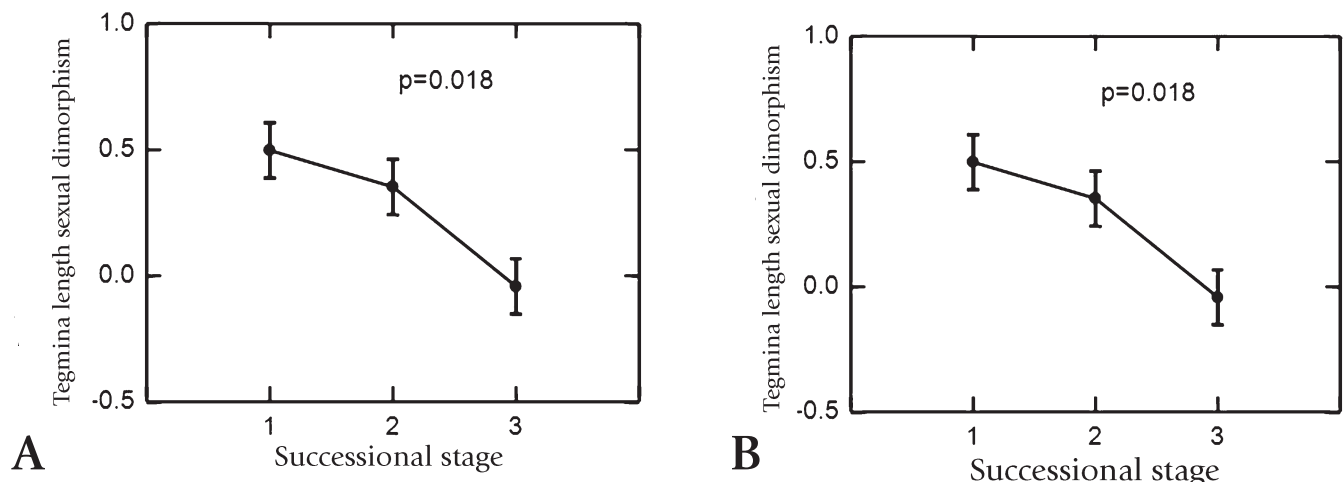 Tegmina length sexual dimorphism
1.0
0.5
0.0
-0.5
p=0.018
1 2 3
Successional stage
A
Tegmina length sexual dimorphism
1.0
0.5
0.0
-0.5
p=0.018
1 2 3
Successional stage
B